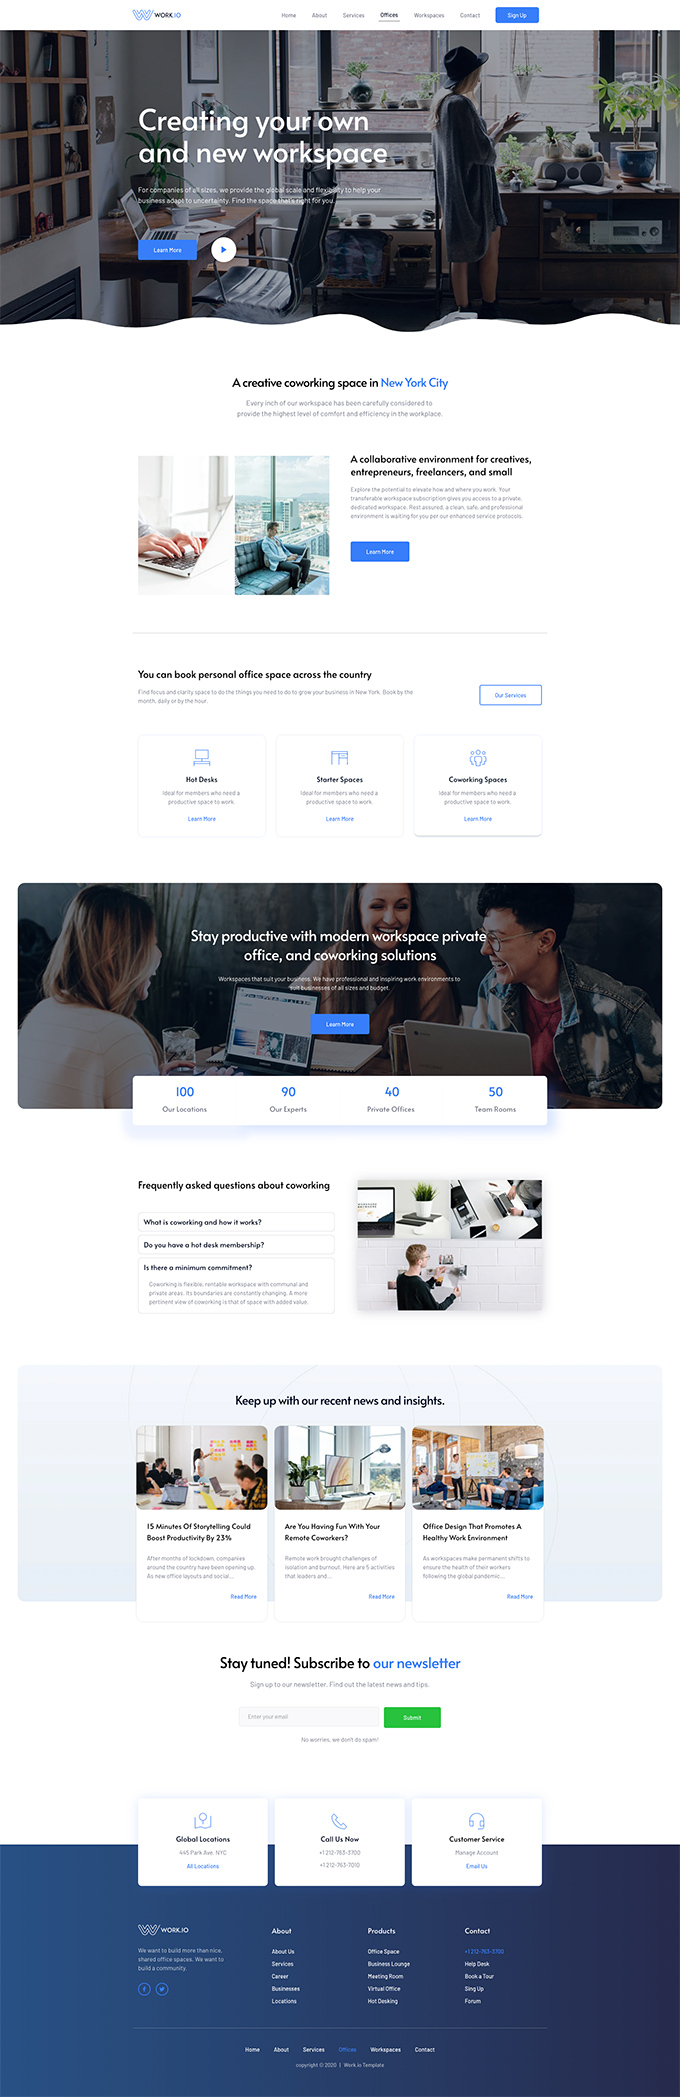 WORK.IO
Home About Services Offices Workspaces Contact Sign Up
Creating your own
and new workspace
For companies of all sizes, we provide the global scale and flexibility to help your
business adapt to uncertainty. Find the space that's right for you.
Learn More
A creative coworking space in New York City
Every inch of our workspace has been carefully considered to
provide the highest level of comfort and efficiency in the workplace.
A collaborative environment for creatives,
entrepreneurs, freelancers, and small
Explore the potential to elevate how and where you work. Your
transferable workspace subscription gives you access to a private,
dedicated workspace. Rest assured: a clean, safe, and professional
environment is waiting for you per our enhanced service protocols.
Learn More
You can book personal office space across the country
Find focus and clarity space to do the things you need to do to grow your business in New York. Book by the
month, daily or by the hour.
Our Services
Hot Desks
Ideal for members who need a
productive space to work.
Learn More
Starter Spaces
Ideal for members who need a
productive space to work.
Learn More
Coworking Spaces
Ideal for members who need a
productive space to work.
Learn More
Stay productive with modern workspace private
office, and coworking solutions
Workspaces that suit your business. We have professional and inspiring work environments to
suit businesses of all sizes and budget.
Learn More
100
Our Locations
90
Our Experts
40
Private Offices
50
Team Rooms
Frequently asked questions about coworking
What is coworking and how it works?
Do you have a hot desk membership?
Is there a minimum commitment?
Coworking is flexible, rentable workspace with communal and
private areas. Its boundaries are constantly changing. A more
pertinent view of coworking is that of space with added value.
Keep up with our recent news and insights.
15 Minutes Of Storytelling Could
Boost Productivity By 23%
After months of lockdown, companies
around the country have been opening up.
As new office layouts and social...
Read More
Are You Having Fun With Your
Remote Coworkers?
Remote work brought challenges of
isolation and burnout. Here are 5 activities
that leaders and...
Read More
Office Design That Promotes A
Healthy Work Environment
As workspaces make permanent shifts to
ensure the health of their workers
following the global pandemic...
Read More
Stay tuned! Subscribe to our newsletter
Sign up to our newsletter. Find out the latest news and tips.
Enter your email
Submit
No worries, we don't do spam!
Global Locations
445 Park Ave. NYC
All Locations
Call Us Now
+1 212-763-3700
+1 212-763-7010
Customer Service
Manage Account
Email Us
WORK.IO
We want to build more than nice,
shared office spaces. We want to
build a community.
About
About Us
Services
Career
Businesses
Locations
Products
Office Space
Business Lounge
Meeting Room
Virtual Office
Hot Desking
Contact
+1 212-763-3700
Help Desk
Book a Tour
Sing Up
Forum
Home About Services Offices Workspaces Contact
copyright © 2020 | Work.io Template